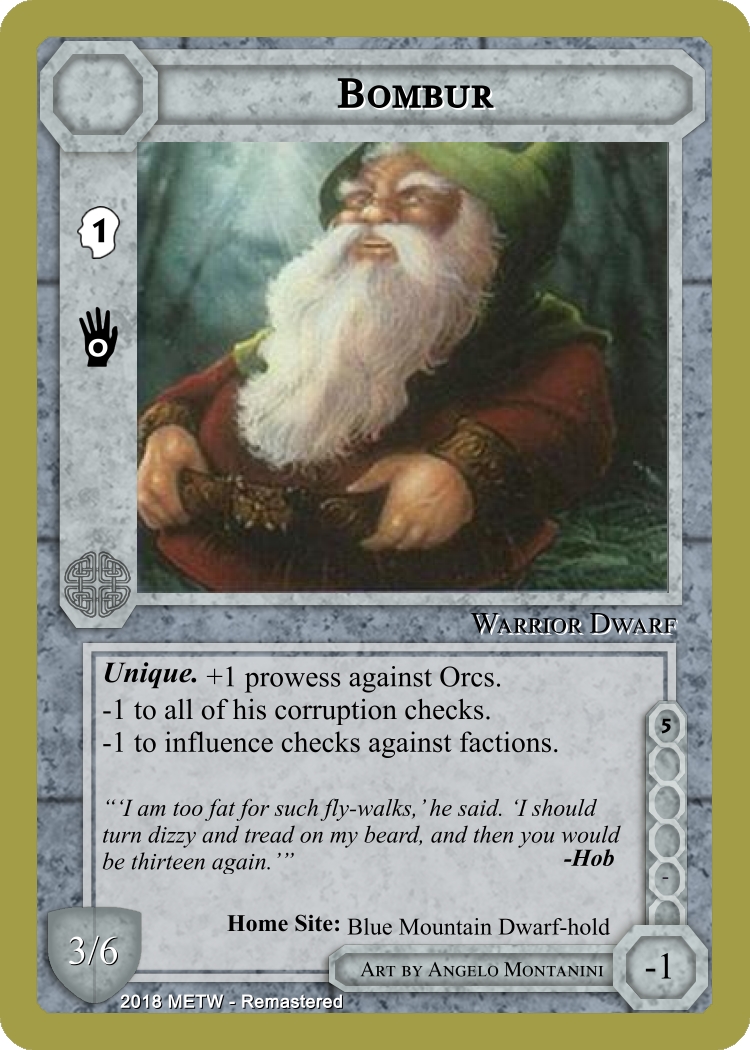 Bombur
1
0
Warrior Dwarf
Unique. +1 prowess against Orcs.
-1 to all of his corruption checks.
-1 to influence checks against factions.
5
“‘I am too fat for such fly-walks,’ he said. ‘I should
turn dizzy and tread on my beard, and then you would
be thirteen again.’”
-Hob
-
Home Site: Blue Mountain Dwarf-hold
3/6
Art by Angelo Montanini
-1
2018 METW - Remastered